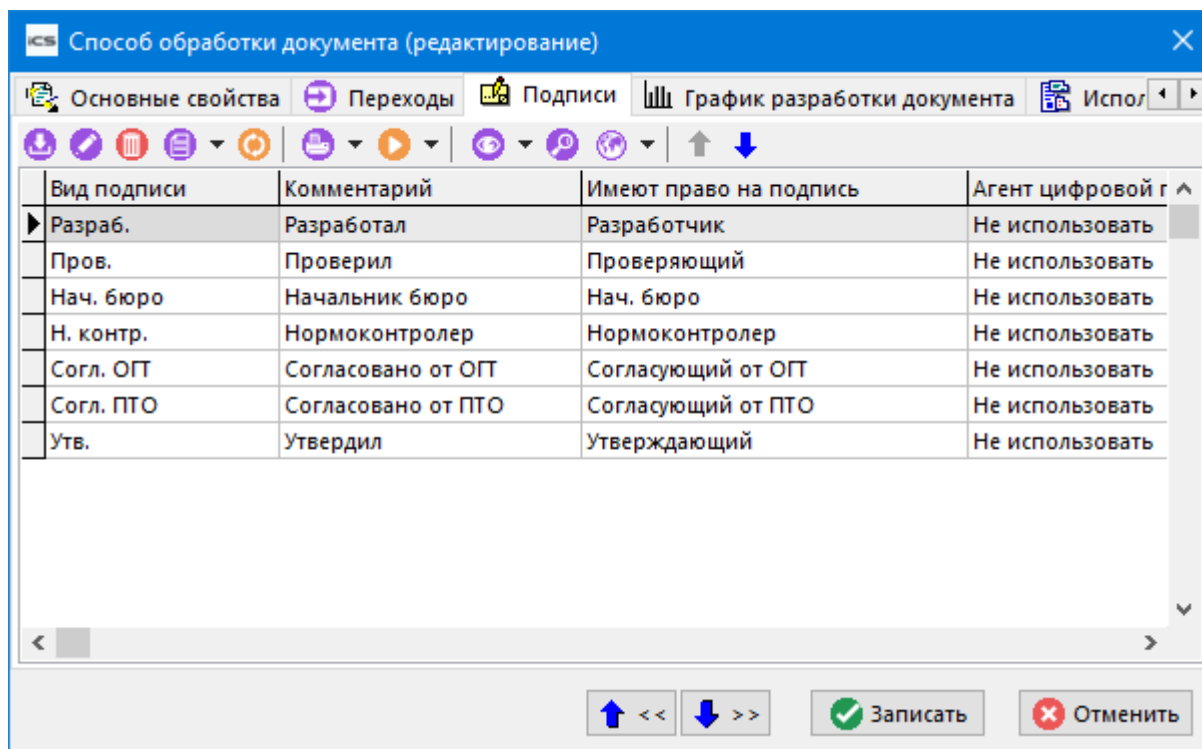 iCS Способ обработки документа (редактирование)
Основные свойства Переходы Подписи График разработки документа Испол
Вид подписи Комментарий Имеют право на подпись Агент цифровой п
Разраб. Разработал Разработчик Не использовать
Пров. Проверил Проверяющий Не использовать
Нач. бюро Начальник бюро Нач. бюро Не использовать
Н. контр. Нормоконтролер Нормоконтролер Не использовать
Согл. ОГТ Согласовано от ОГТ Согласующий от ОГТ Не использовать
Согл. ПТО Согласовано от ПТО Согласующий от ПТО Не использовать
Утв. Утвердил Утверждающий Не использовать
<< >> Записать Отменить